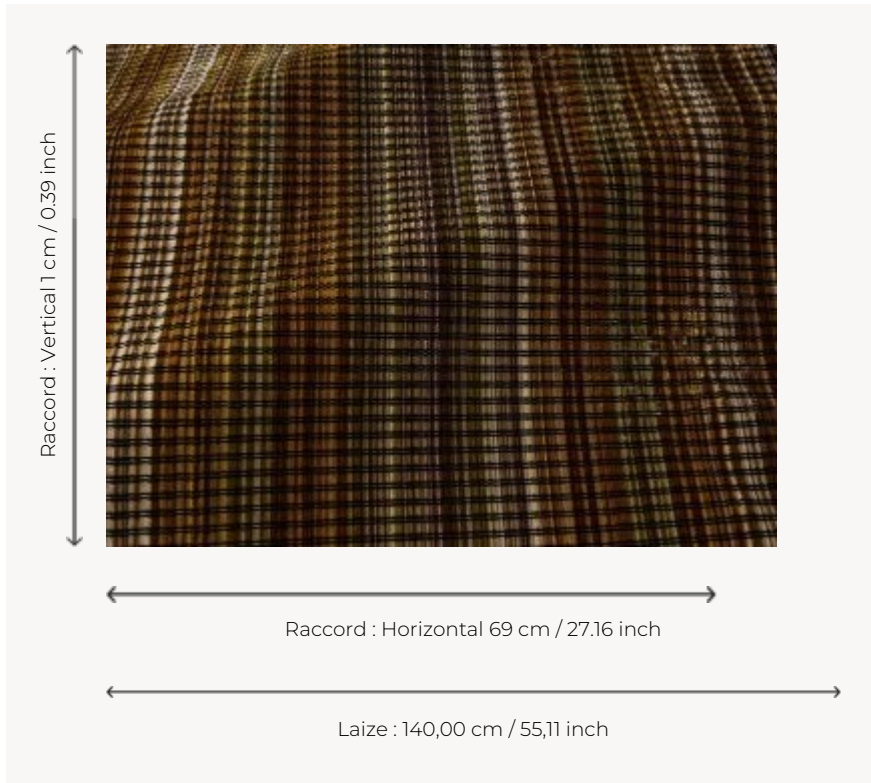 Raccord : Vertical 1 cm / 0.39 inch
Raccord : Horizontal 69 cm / 27.16 inch
Laize : 140,00 cm / 55,11 inch